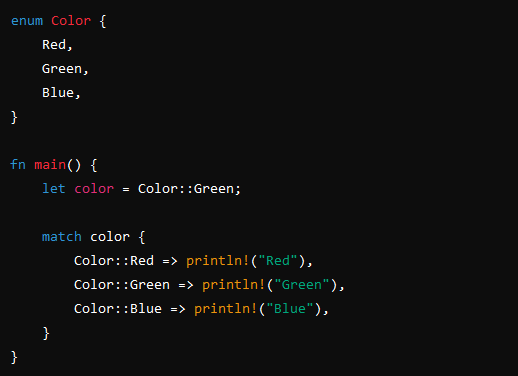 enum Color {
    Red,
    Green,
    Blue,
}

fn main() {
    let color = Color::Green;

    match color {
        Color::Red => println!("Red"),
        Color::Green => println!("Green"),
        Color::Blue => println!("Blue"),
    }
}